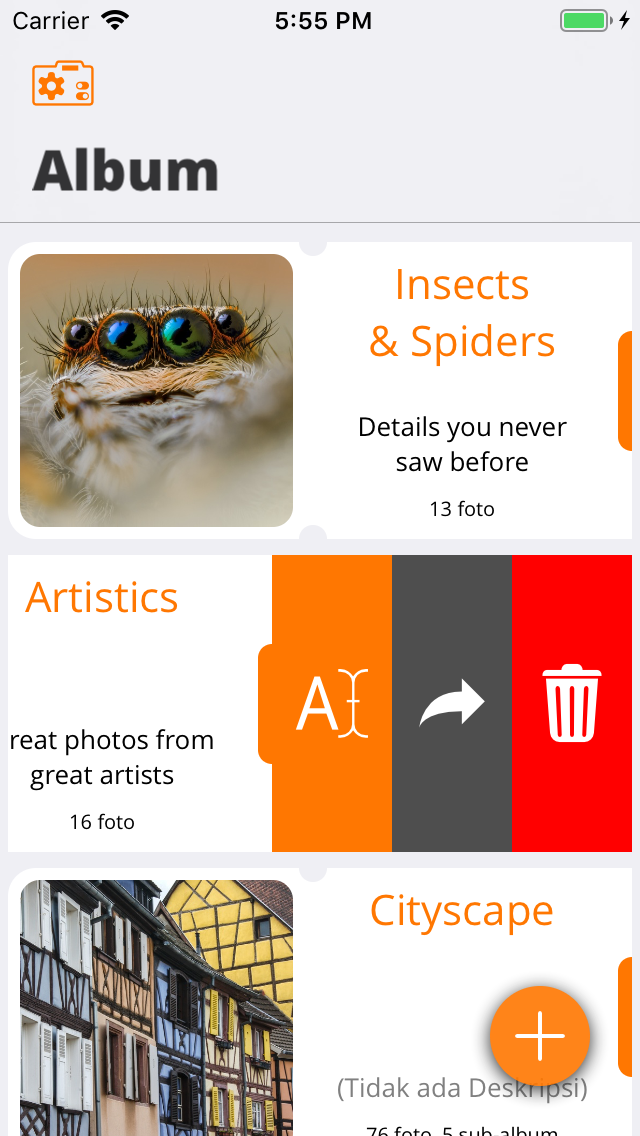 Carrier 5:55 PM
Album
Insects
& Spiders
Details you never
saw before
13 foto
Artistics
reat photos from
great artists
16 foto
A
Cityscape
(Tidak ada Deskripsi)
76 foto, 5 sub-album